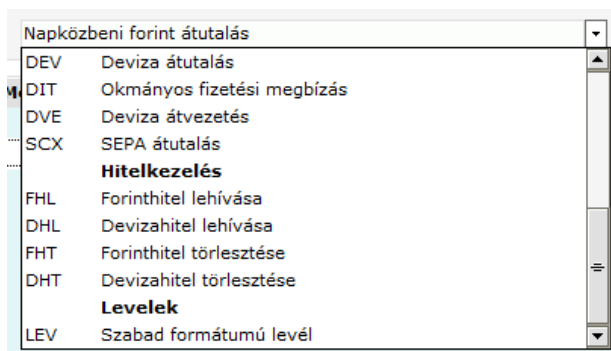 Napközbeni forint átutalás
DEV Deviza átutalás
DIT Okmányos fizetési megbízás
DVE Deviza átvezetés
SCX SEPA átutalás
Hitelkezelés
FHL Forinthitel lehívása
DHL Devizahitel lehívása
FHT Forinthitel törlesztése
DHT Devizahitel törlesztése
Levelek
LEV Szabad formátumú levél